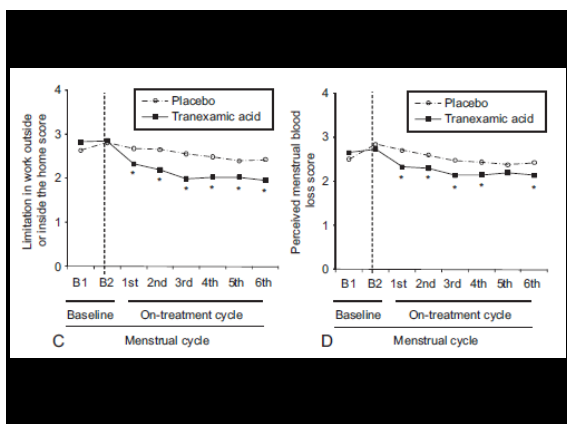 4
3
2
1
0
Limitation in work outside
or inside the home score
Placebo
Tranexamic acid
* * * * * *
B1 B2 1st 2nd 3rd 4th 5th 6th
Baseline On-treatment cycle
C Menstrual cycle
4
3
2
1
0
Perceived menstrual blood
loss score
Placebo
Tranexamic acid
* * * * *
B1 B2 1st 2nd 3rd 4th 5th 6th
Baseline On-treatment cycle
D Menstrual cycle